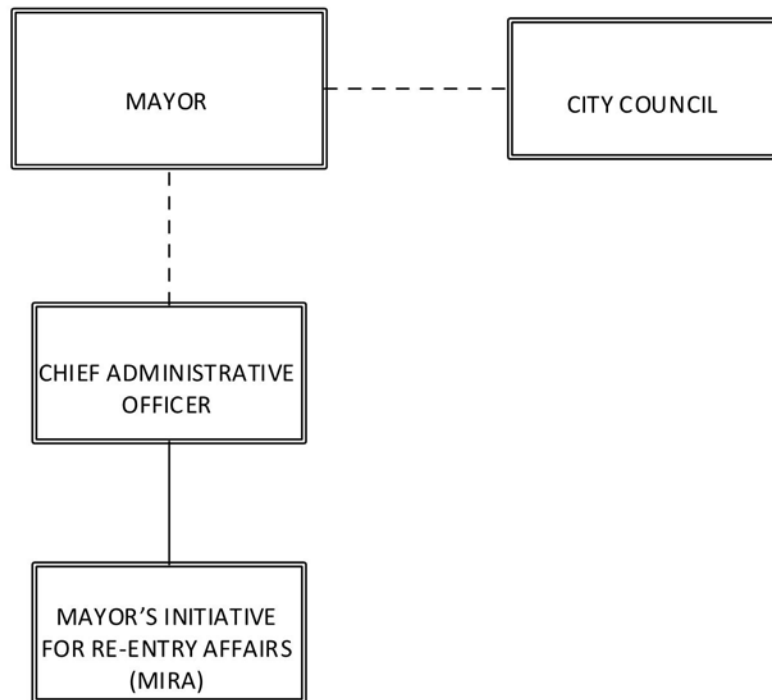 MAYOR
CITY COUNCIL
CHIEF ADMINISTRATIVE
OFFICER
MAYOR’S INITIATIVE
FOR RE-ENTRY AFFAIRS
(MIRA)